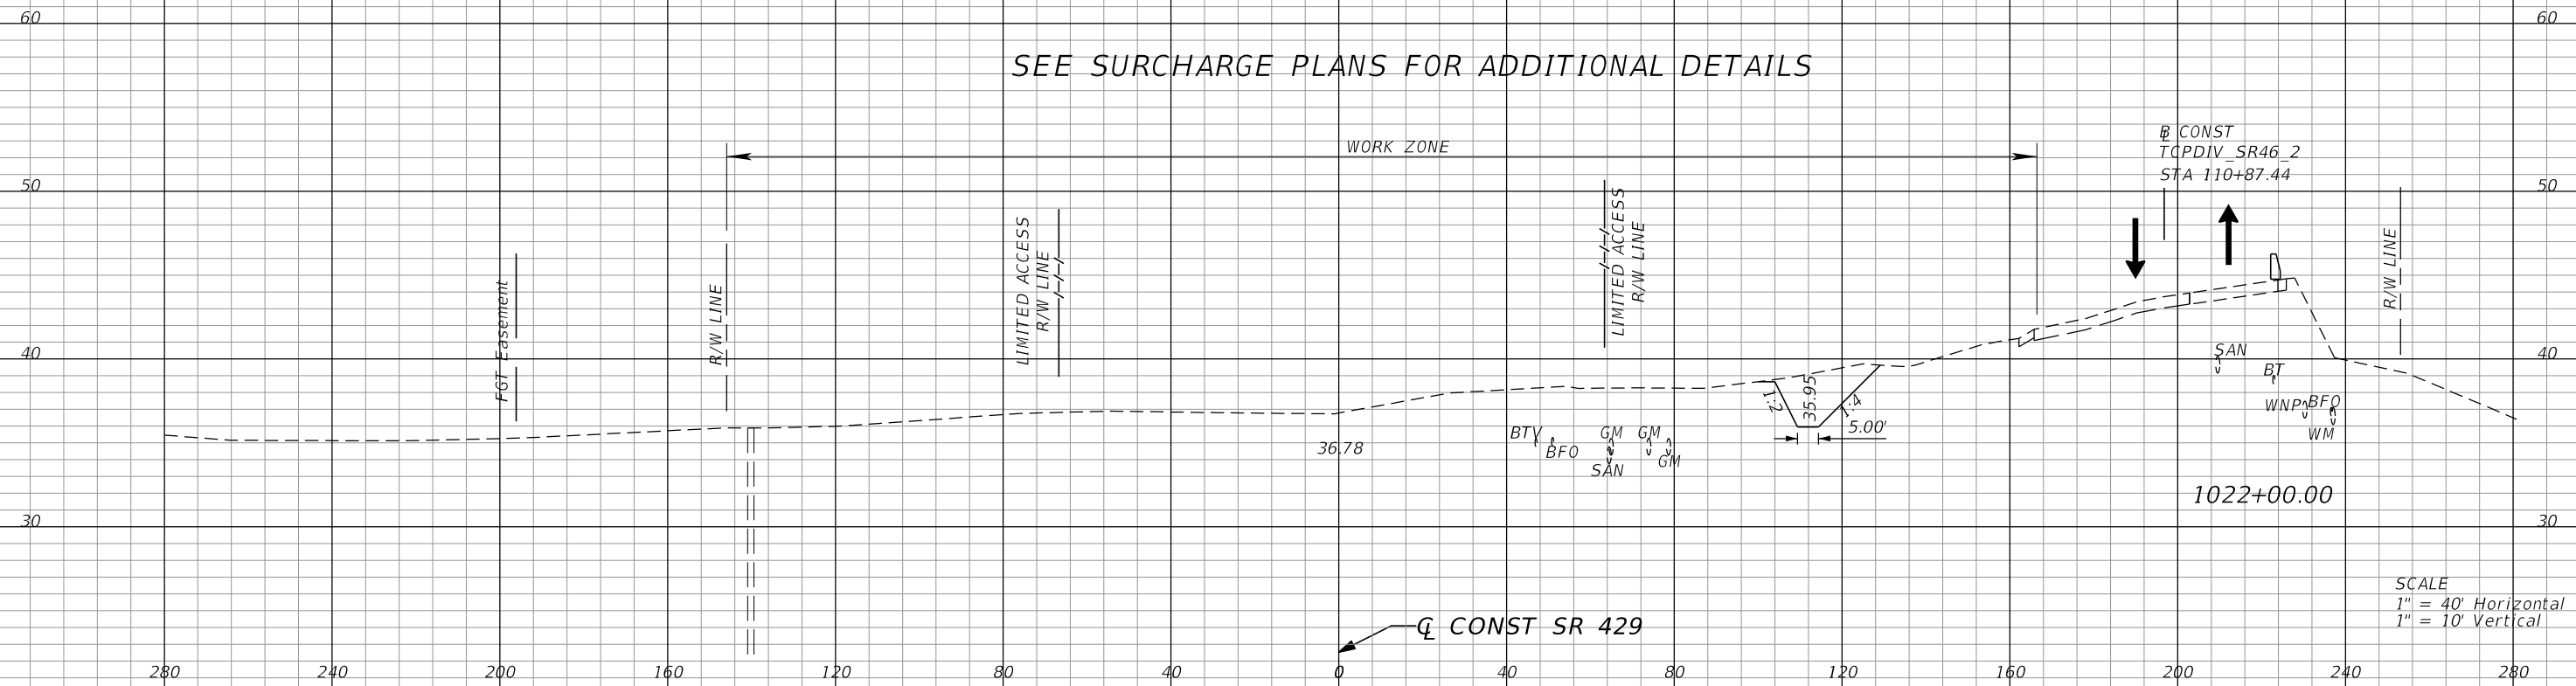 60
60
SEE SURCHARGE PLANS FOR ADDITIONAL DETAILS
WORK ZONE
B CONST
TCPDIV_SR46_2
STA 110+87.44
50
50
FGT Easement
R/W LINE
LIMITED ACCESS
R/W LINE
LIMITED ACCESS
R/W LINE
R/W LINE
40
40
SAN
BT
WNP
BFO
WM
1:2
35.95
1:4
5.00'
36.78
BTV
BFO
GM
SAN
GM
GM
1022+00.00
30
30
SCALE
1" = 40' Horizontal
1" = 10' Vertical
℄ CONST SR 429
280
240
200
160
120
80
40
0
40
80
120
160
200
240
280